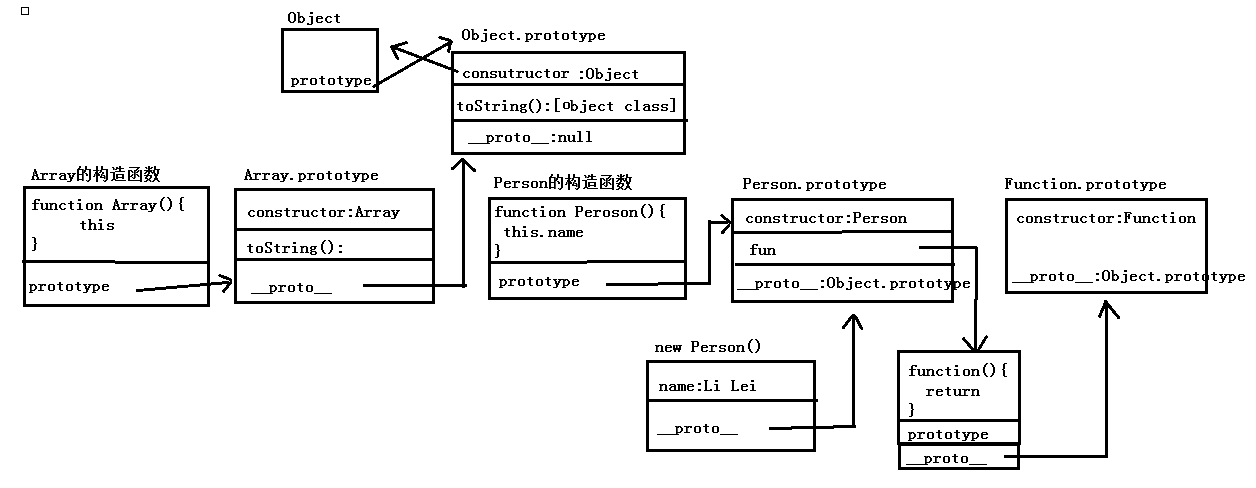 Object
prototype
Object.prototype
consutructor :Object
toString():[object class]
__proto__:null
Array的构造函数
function Array(){
this
}
prototype
Array.prototype
constructor:Array
toString():
__proto__
Person的构造函数
function Peroson(){
this.name
}
prototype
Person.prototype
constructor:Person
fun
__proto__:Object.prototype
Function.prototype
constructor:Function
__proto__:Object.prototype
new Person()
name:Li Lei
__proto__
function(){
return
}
prototype
__proto__